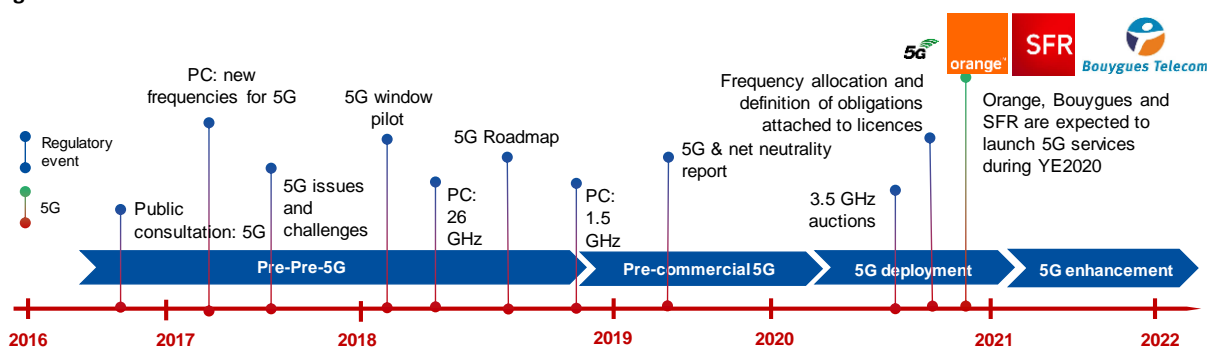 5G
orange™
SFR
Bouygues Telecom
PC: new
frequencies for 5G
5G window
pilot
Frequency allocation and
definition of obligations
attached to licences
Orange, Bouygues and
SFR are expected to
launch 5G services
during YE2020
Regulatory
event
5G
5G Roadmap
5G & net neutrality
report
Public
consultation: 5G
5G issues
and
challenges
PC:
26
GHz
PC:
1.5
GHz
3.5 GHz
auctions
Pre-Pre-5G
Pre-commercial 5G
5G deployment
5G enhancement
2016
2017
2018
2019
2020
2021
2022